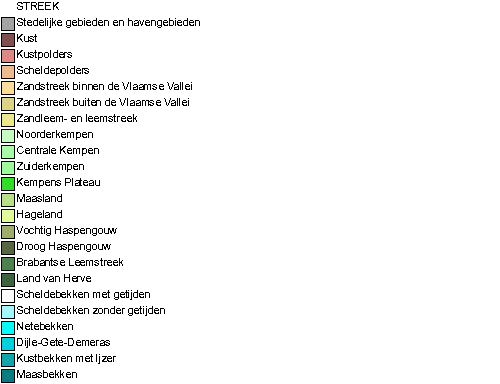 STREEK
Stedelijke gebieden en havengebieden
Kust
Kustpolders
Scheldepolders
Zandstreek binnen de Vlaamse Vallei
Zandstreek buiten de Vlaamse Vallei
Zandleem- en leemstreek
Noorderkempen
Centrale Kempen
Zuiderkempen
Kempens Plateau
Maasland
Hageland
Vochtig Haspengouw
Droog Haspengouw
Brabantse Leemstreek
Land van Herve
Scheldebekken met getijden
Scheldebekken zonder getijden
Netebekken
Dijle-Gete-Demeras
Kustbekken met Ijzer
Maasbekken